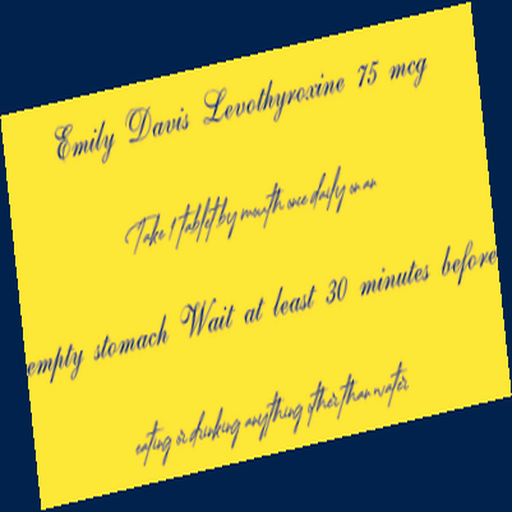 Emily Davis Levothyroxine 75 mcg
Take 1 tablet by mouth once daily on an
empty stomach Wait at least 30 minutes before
eating or drinking anything other than water